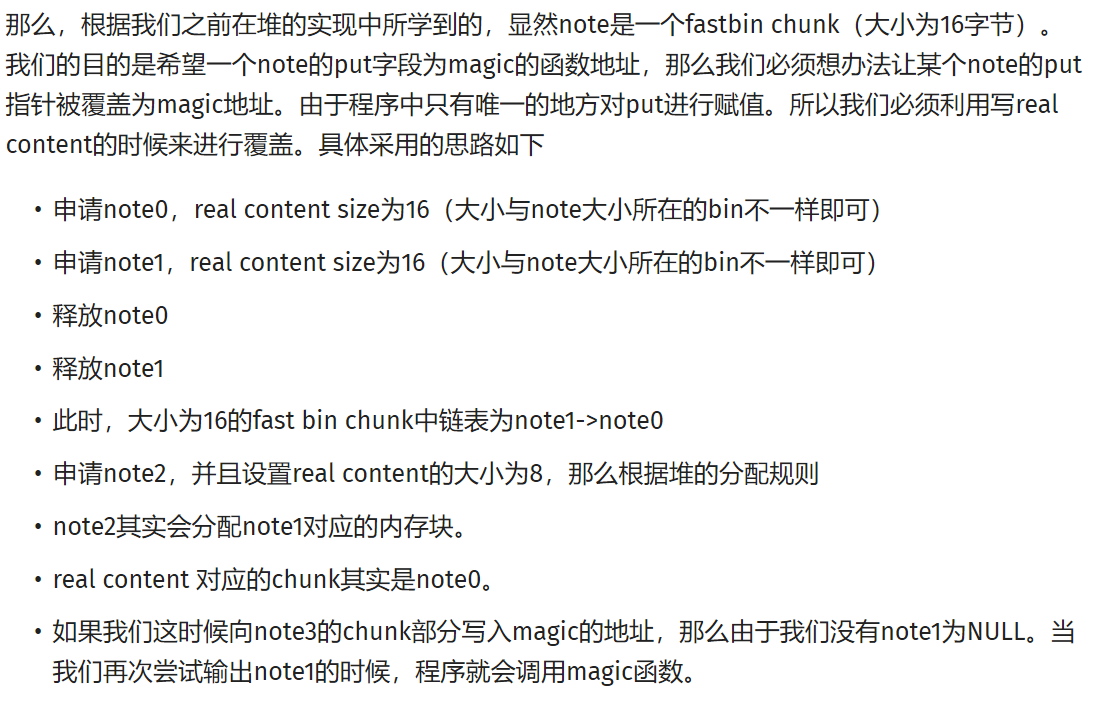 那么，根据我们之前在堆的实现中所学到的，显然note是一个fastbin chunk（大小为16字节）。
我们的目的是希望一个note的put字段为magic的函数地址，那么我们必须想办法让某个note的put
指针被覆盖为magic地址。由于程序中只有唯一的地方对put进行赋值。所以我们必须利用写real
content的时候来进行覆盖。具体采用的思路如下
• 申请note0，real content size为16（大小与note大小所在的bin不一样即可）
• 申请note1，real content size为16（大小与note大小所在的bin不一样即可）
• 释放note0
• 释放note1
• 此时，大小为16的fast bin chunk中链表为note1->note0
• 申请note2，并且设置real content的大小为8，那么根据堆的分配规则
• note2其实会分配note1对应的内存块。
• real content 对应的chunk其实是note0。
• 如果我们这时候向note3的chunk部分写入magic的地址，那么由于我们没有note1为NULL。当
我们再次尝试输出note1的时候，程序就会调用magic函数。